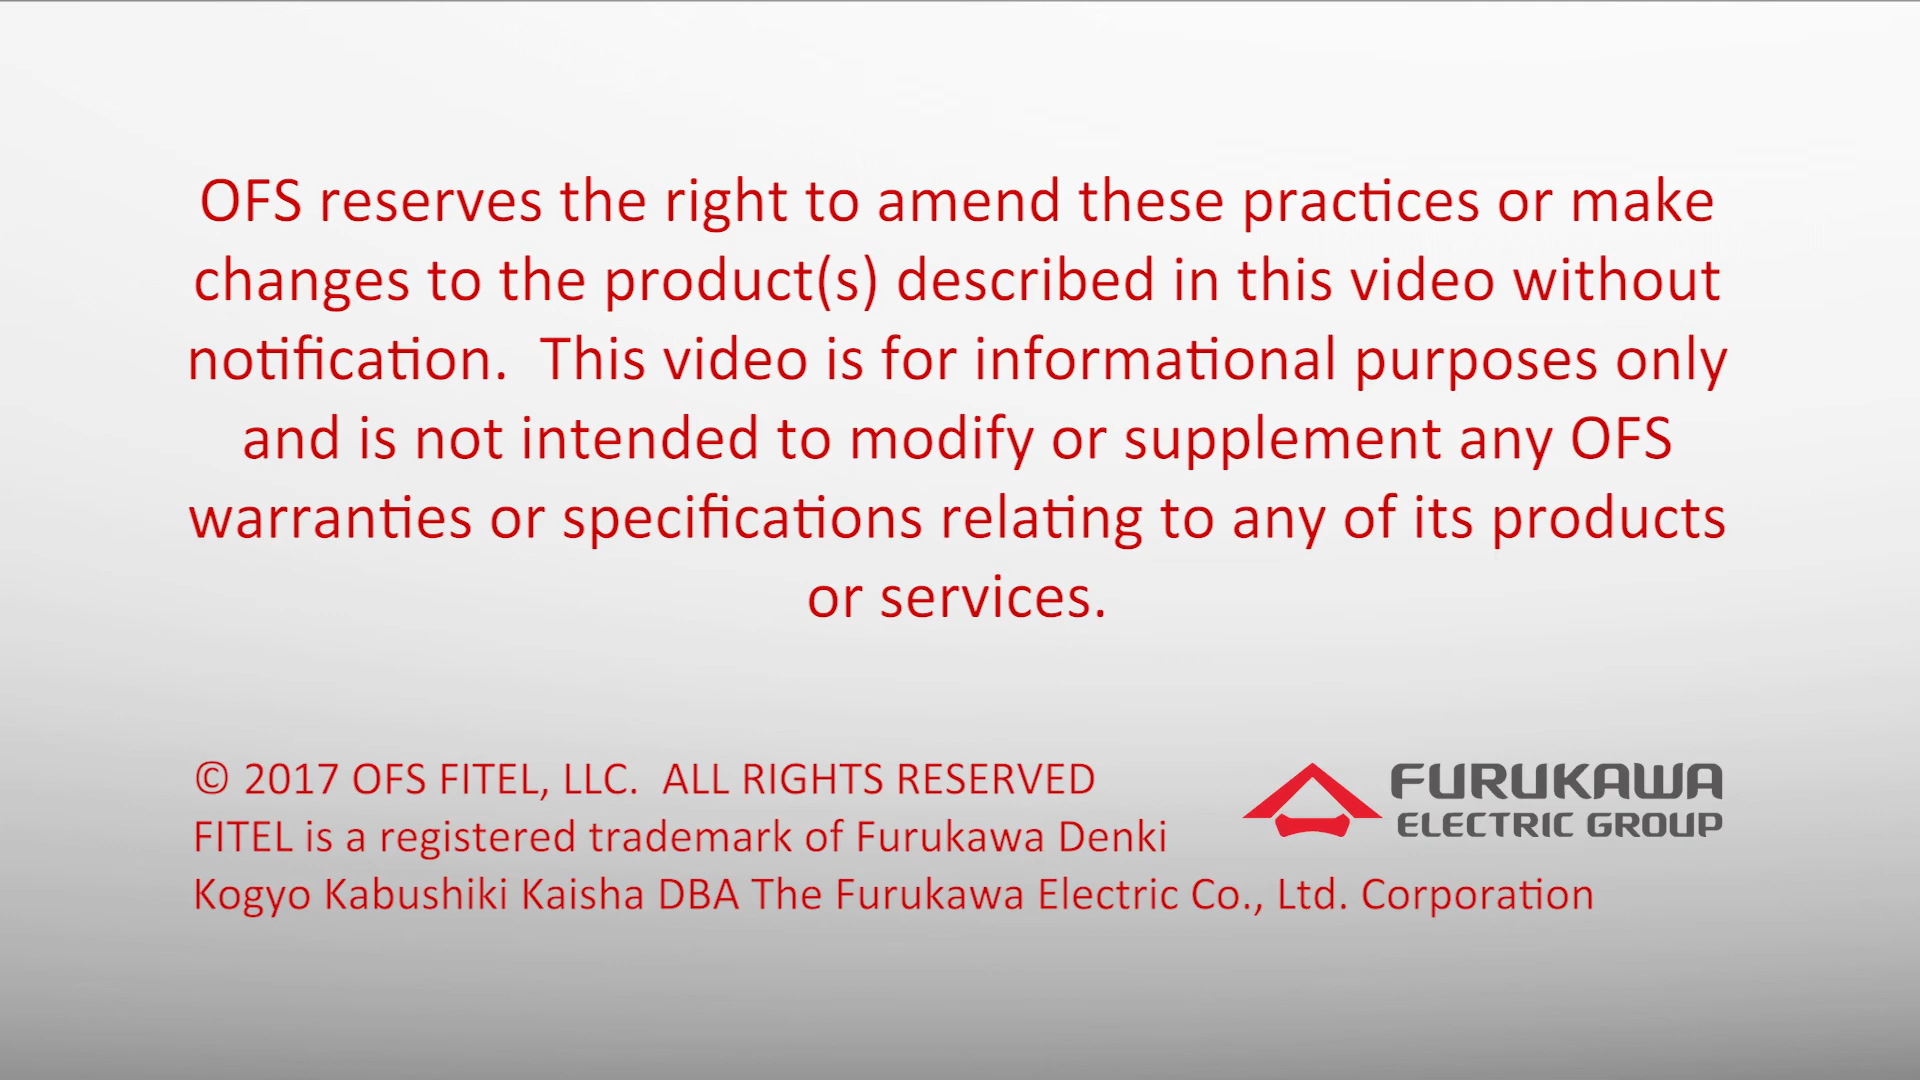 OFS reserves the right to amend these practices or make
changes to the product(s) described in this video without
notification.  This video is for informational purposes only
and is not intended to modify or supplement any OFS
warranties or specifications relating to any of its products
or services.
© 2017 OFS FITEL, LLC.  ALL RIGHTS RESERVED
FITEL is a registered trademark of Furukawa Denki
Kogyo Kabushiki Kaisha DBA The Furukawa Electric Co., Ltd. Corporation
FURUKAWA
ELECTRIC GROUP